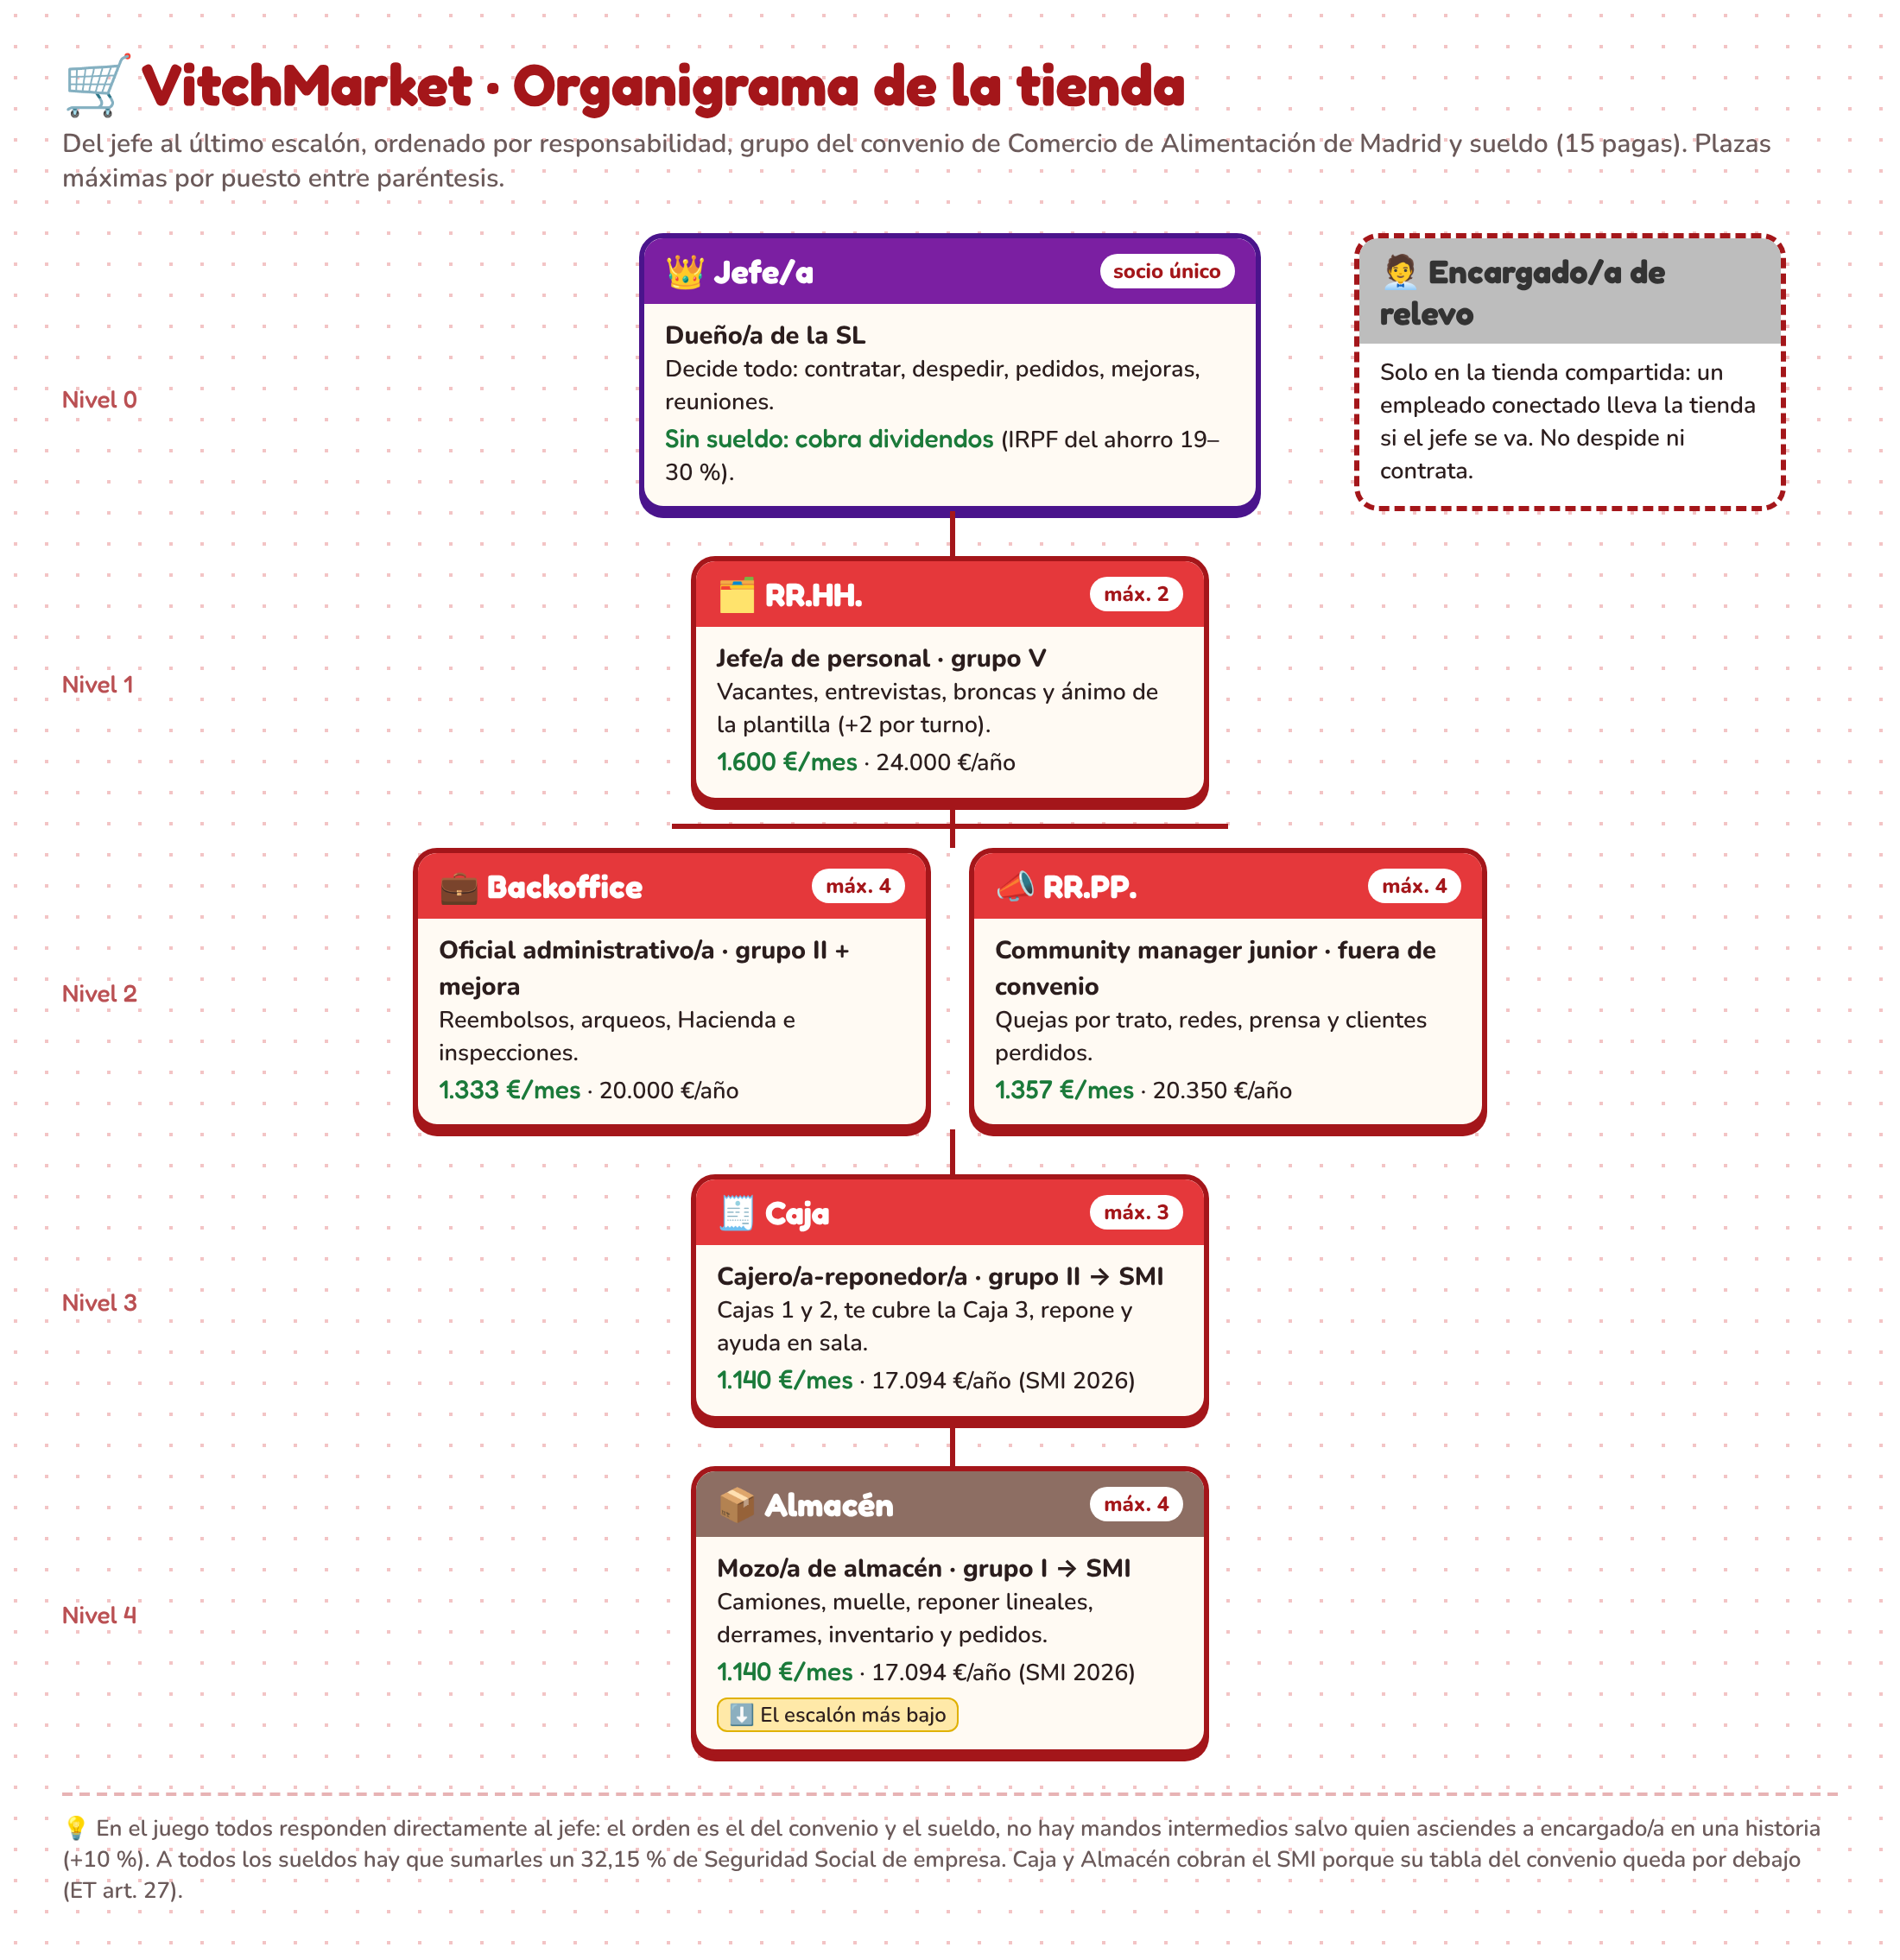 VitchMarket · Organigrama de la tienda
Del jefe al último escalón, ordenado por responsabilidad, grupo del convenio de Comercio de Alimentación de Madrid y sueldo (15 pagas). Plazas
máximas por puesto entre paréntesis.
Nivel 0
Jefe/a
socio único
Dueño/a de la SL
Decide todo: contratar, despedir, pedidos, mejoras,
reuniones.
Sin sueldo: cobra dividendos (IRPF del ahorro 19–
30 %).
Encargado/a de
relevo
Solo en la tienda compartida: un
empleado conectado lleva la tienda
si el jefe se va. No despide ni
contrata.
Nivel 1
RR.HH.
máx. 2
Jefe/a de personal · grupo V
Vacantes, entrevistas, broncas y ánimo de
la plantilla (+2 por turno).
1.600 €/mes · 24.000 €/año
Nivel 2
Backoffice
máx. 4
Oficial administrativo/a · grupo II +
mejora
Reembolsos, arqueos, Hacienda e
inspecciones.
1.333 €/mes · 20.000 €/año
RR.PP.
máx. 4
Community manager junior · fuera de
convenio
Quejas por trato, redes, prensa y clientes
perdidos.
1.357 €/mes · 20.350 €/año
Nivel 3
Caja
máx. 3
Cajero/a-reponedor/a · grupo II → SMI
Cajas 1 y 2, te cubre la Caja 3, repone y
ayuda en sala.
1.140 €/mes · 17.094 €/año (SMI 2026)
Nivel 4
Almacén
máx. 4
Mozo/a de almacén · grupo I → SMI
Camiones, muelle, reponer lineales,
derrames, inventario y pedidos.
1.140 €/mes · 17.094 €/año (SMI 2026)
⬇️ El escalón más bajo
💡 En el juego todos responden directamente al jefe: el orden es el del convenio y el sueldo, no hay mandos intermedios salvo quien asciende a encargado/a en una historia
(+10 %). A todos los sueldos hay que sumarles un 32,15 % de Seguridad Social de empresa. Caja y Almacén cobran el SMI porque su tabla del convenio queda por debajo
(ET art. 27).